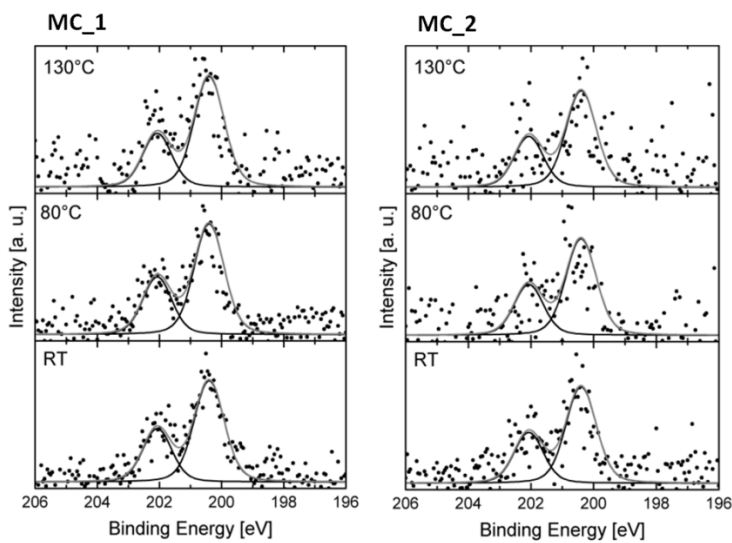 MC_1
130°C
80°C
RT
Intensity [a. u.]
206 204 202 200 198 196
Binding Energy [eV]
MC_2
130°C
80°C
RT
Intensity [a. u.]
206 204 202 200 198 196
Binding Energy [eV]